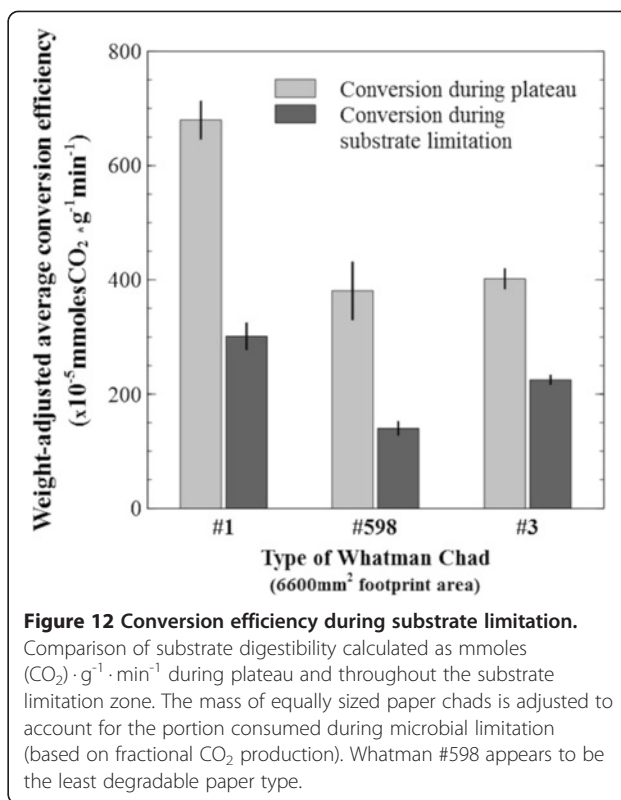 Weight-adjusted average conversion efficiency
(x10⁻⁵mmolesCO₂ * g⁻¹min⁻¹)
800
600
400
200
0
Conversion during plateau
Conversion during
substrate limitation
#1 #598 #3
Type of Whatman Chad
(6600mm² footprint area)
Figure 12 Conversion efficiency during substrate limitation.
Comparison of substrate digestibility calculated as mmoles
(CO₂) · g⁻¹ · min⁻¹ during plateau and throughout the substrate
limitation zone. The mass of equally sized paper chads is adjusted to
account for the portion consumed during microbial limitation
(based on fractional CO₂ production). Whatman #598 appears to be
the least degradable paper type.